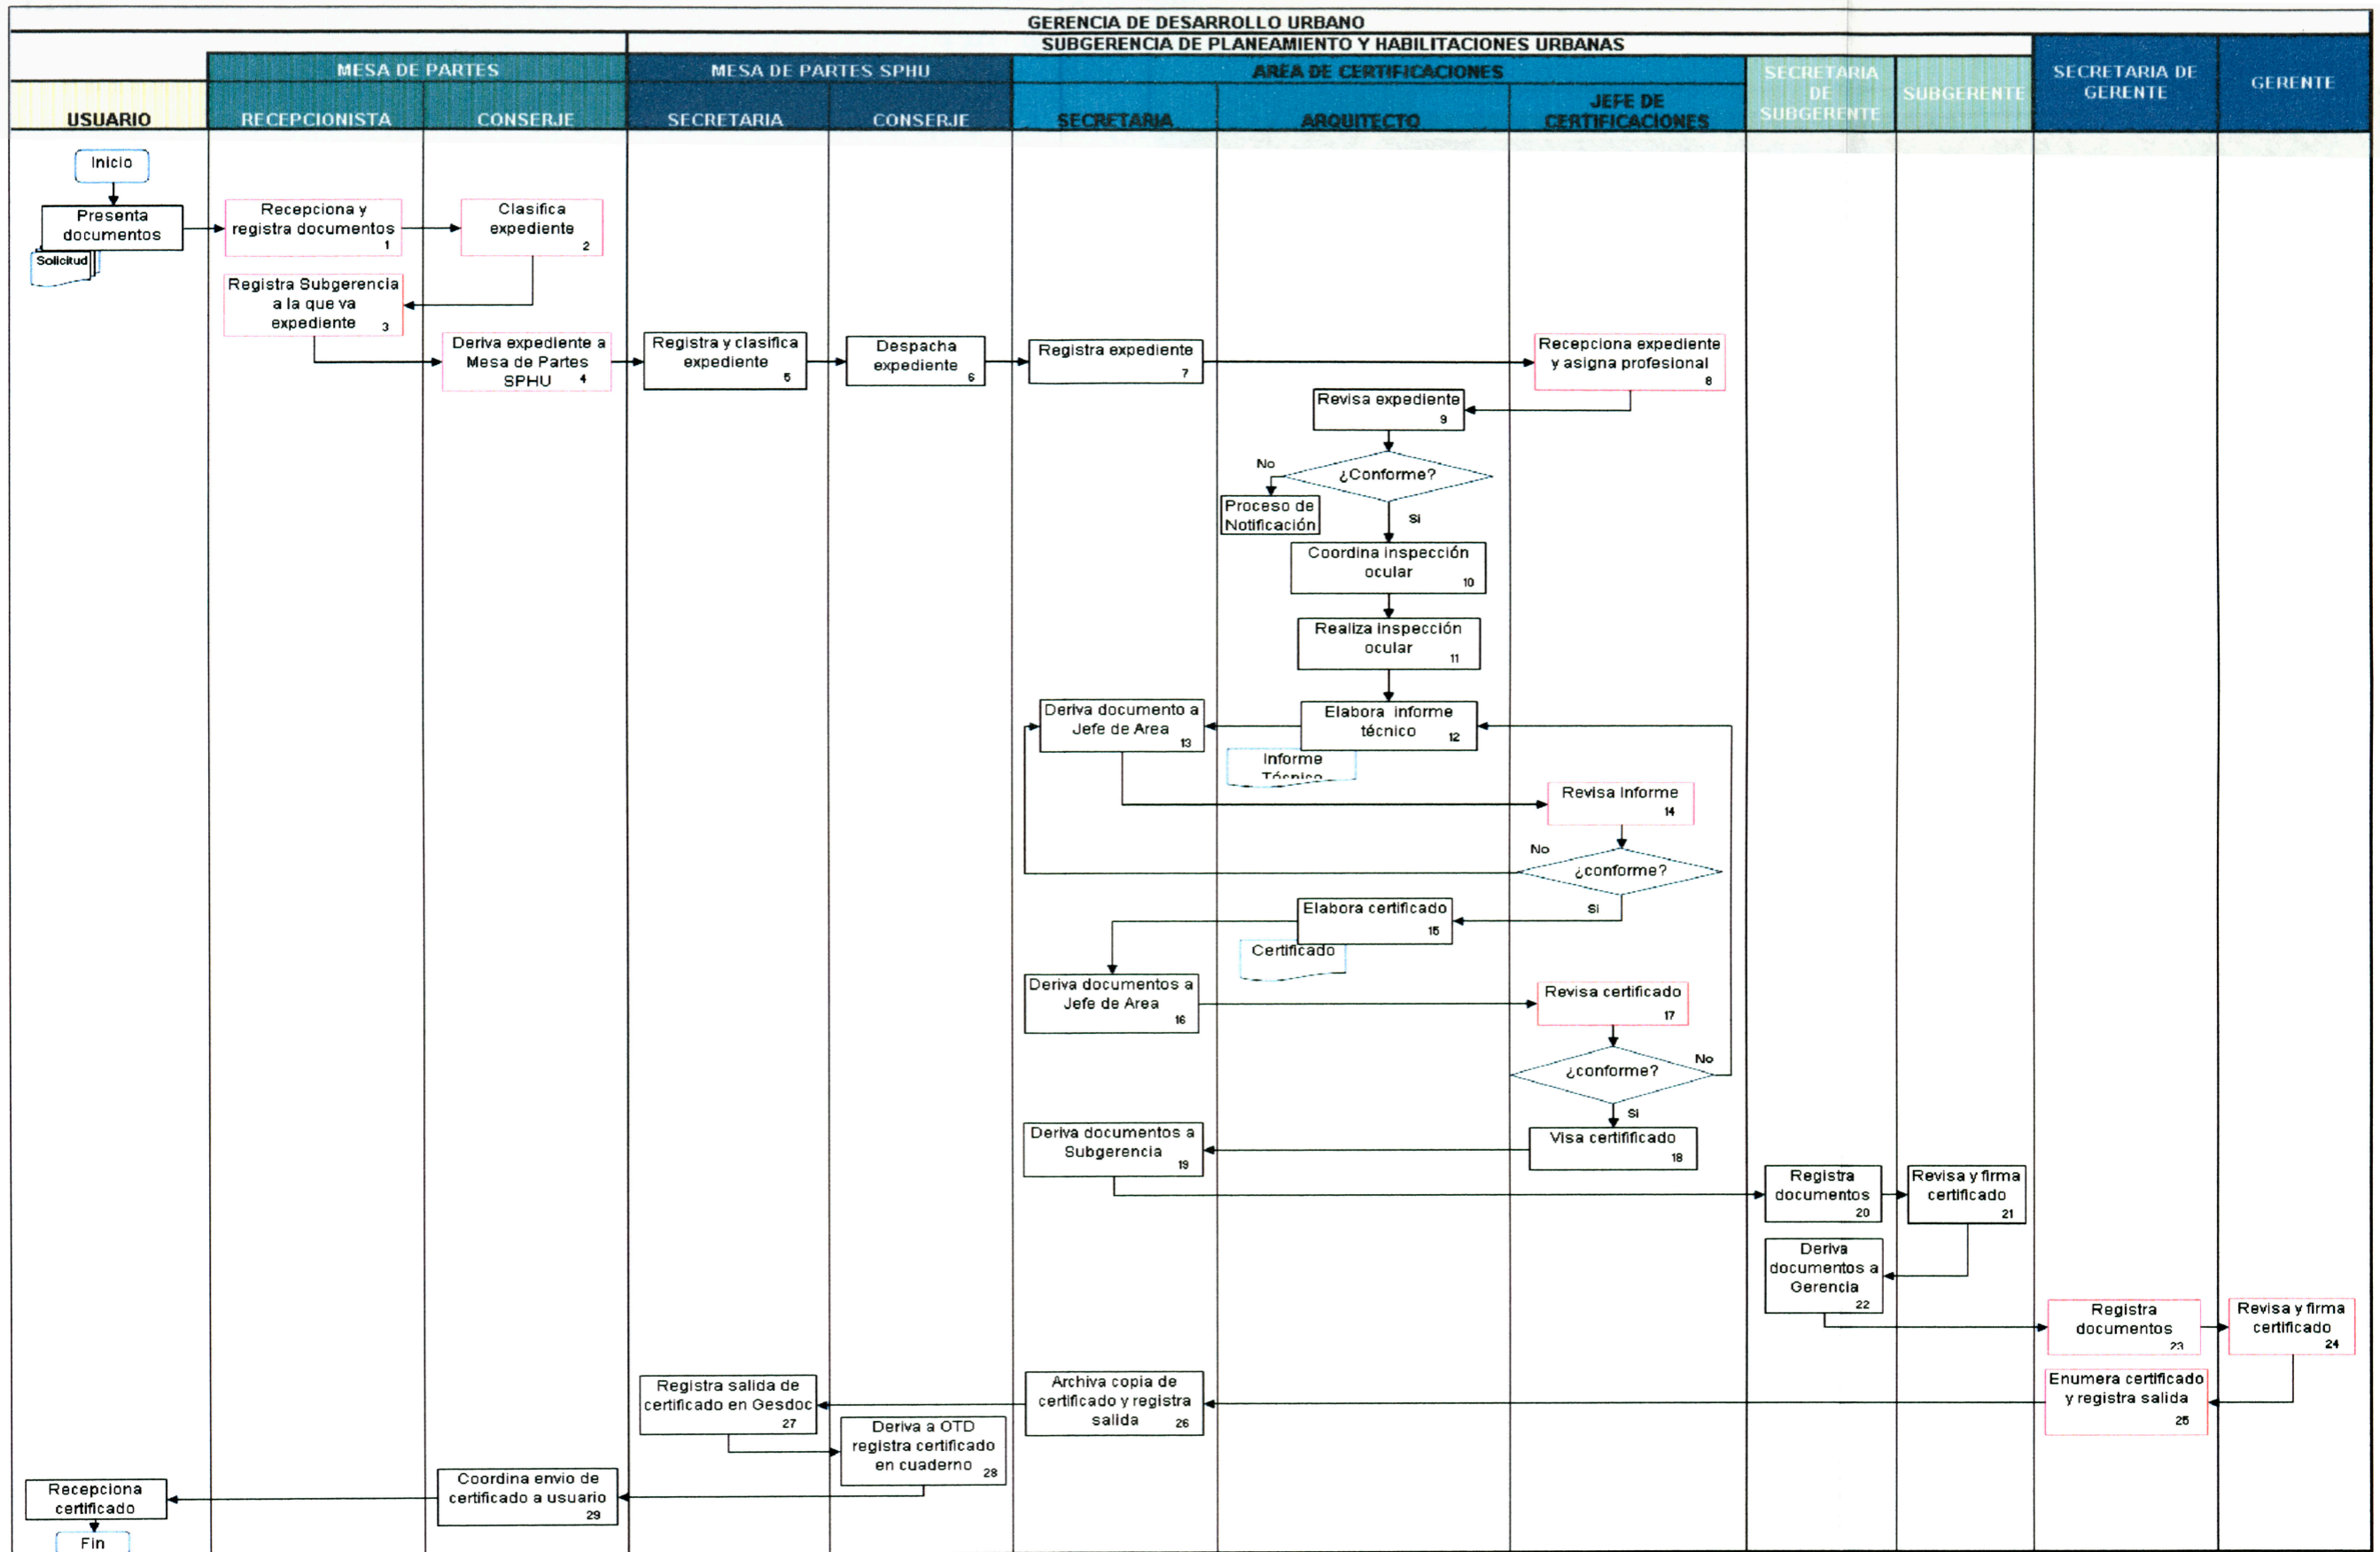 GERENCIA DE DESARROLLO URBANO
SUBGERENCIA DE PLANEAMIENTO Y HABILITACIONES URBANAS
MESA DE PARTES
MESA DE PARTES SPHU
AREA DE CERTIFICACIONES
SECRETARIA
DE
SUBGERENTE
SUBGERENTE
SECRETARIA DE
GERENTE
GERENTE
USUARIO
RECEPCIONISTA
CONSERJE
SECRETARIA
CONSERJE
SECRETARIA
ARQUITECTO
JEFE DE
CERTIFICACIONES
Inicio
Presenta
documentos
Solicitud
Recepciona y
registra documentos
1
Clasifica
expediente
2
Registra Subgerencia
a la que va
expediente 3
Deriva expediente a
Mesa de Partes
SPHU 4
Registra y clasifica
expediente
5
Despacha
expediente
6
Registra expediente
7
Recepciona expediente
y asigna profesional
8
Revisa expediente
9
¿Conforme?
No
Proceso de
Notificación
Si
Coordina inspección
ocular
10
Realiza inspección
ocular
11
Elabora informe
técnico 12
Informe
Técnico
Deriva documento a
Jefe de Area
13
Revisa Informe
14
¿conforme?
No
Si
Elabora certificado
15
Certificado
Deriva documentos a
Jefe de Area
16
Revisa certificado
17
¿conforme?
No
Si
Visa certifificado
18
Deriva documentos a
Subgerencia
19
Registra
documentos
20
Revisa y firma
certificado
21
Deriva
documentos a
Gerencia
22
Registra
documentos
23
Revisa y firma
certificado
24
Enumera certificado
y registra salida
25
Archiva copia de
certificado y registra
salida 26
Registra salida de
certificado en Gesdoc
27
Deriva a OTD
registra certificado
en cuaderno 28
Coordina envio de
certificado a usuario
29
Recepciona
certificado
Fin